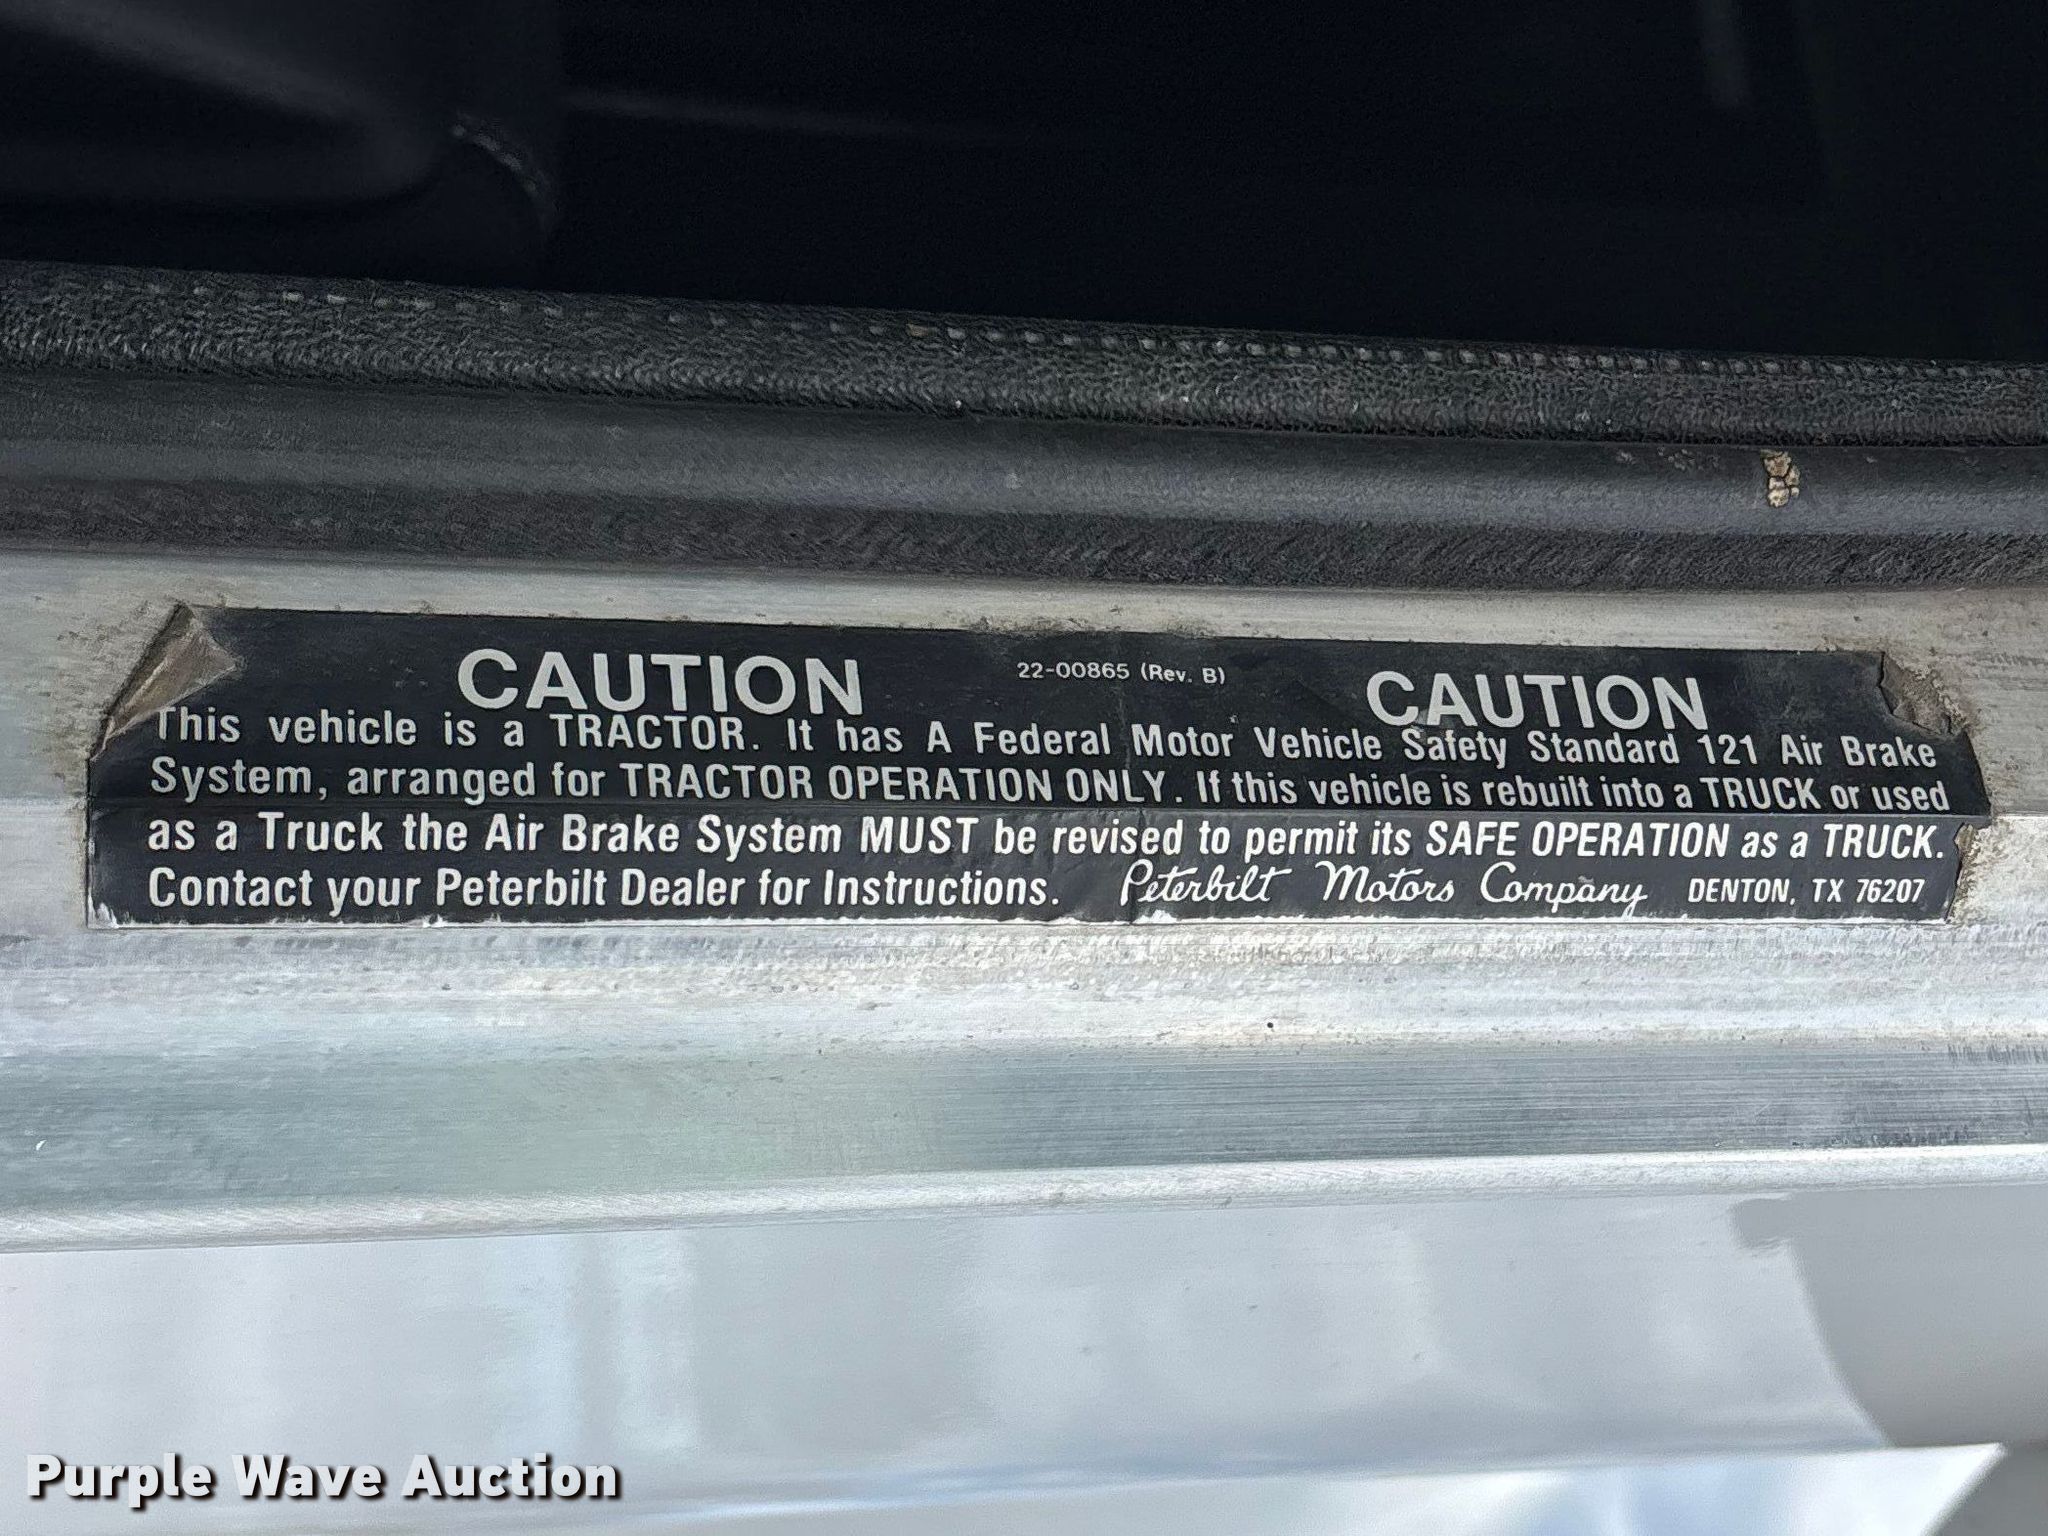 CAUTION 22-00865 (Rev. B) CAUTION
This vehicle is a TRACTOR. It has A Federal Motor Vehicle Safety Standard 121 Air Brake
System, arranged for TRACTOR OPERATION ONLY. If this vehicle is rebuilt into a TRUCK or used
as a Truck the Air Brake System MUST be revised to permit its SAFE OPERATION as a TRUCK.
Contact your Peterbilt Dealer for Instructions. Peterbilt Motors Company DENTON, TX 76207
Purple Wave Auction